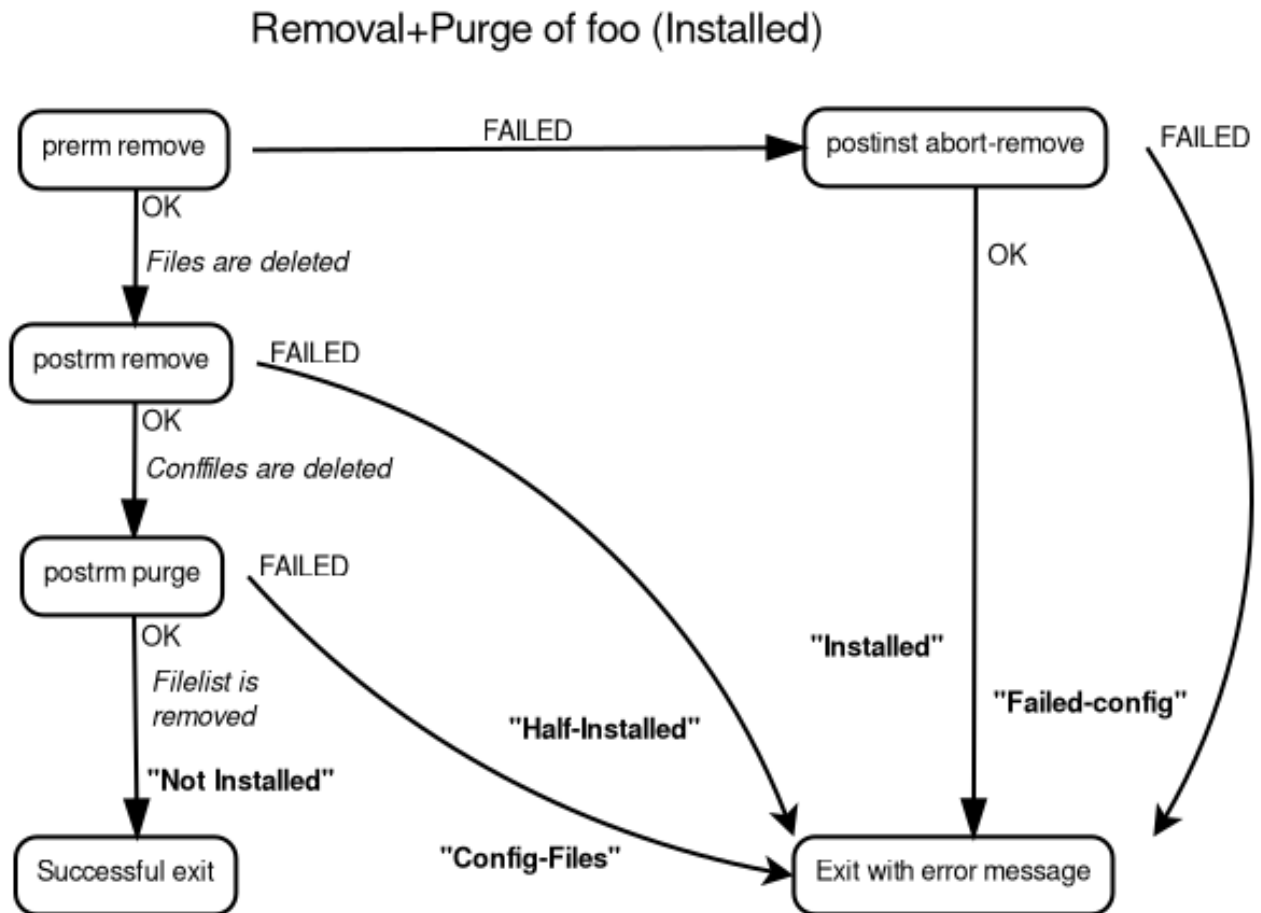 Removal+Purge of foo (Installed)
prerm remove
FAILED
postinst abort-remove
FAILED
OK
Files are deleted
OK
postrm remove
FAILED
OK
Conffiles are deleted
postrm purge
FAILED
OK
Filelist is
removed
"Installed"
"Failed-config"
"Half-Installed"
"Not Installed"
"Config-Files"
Successful exit
Exit with error message